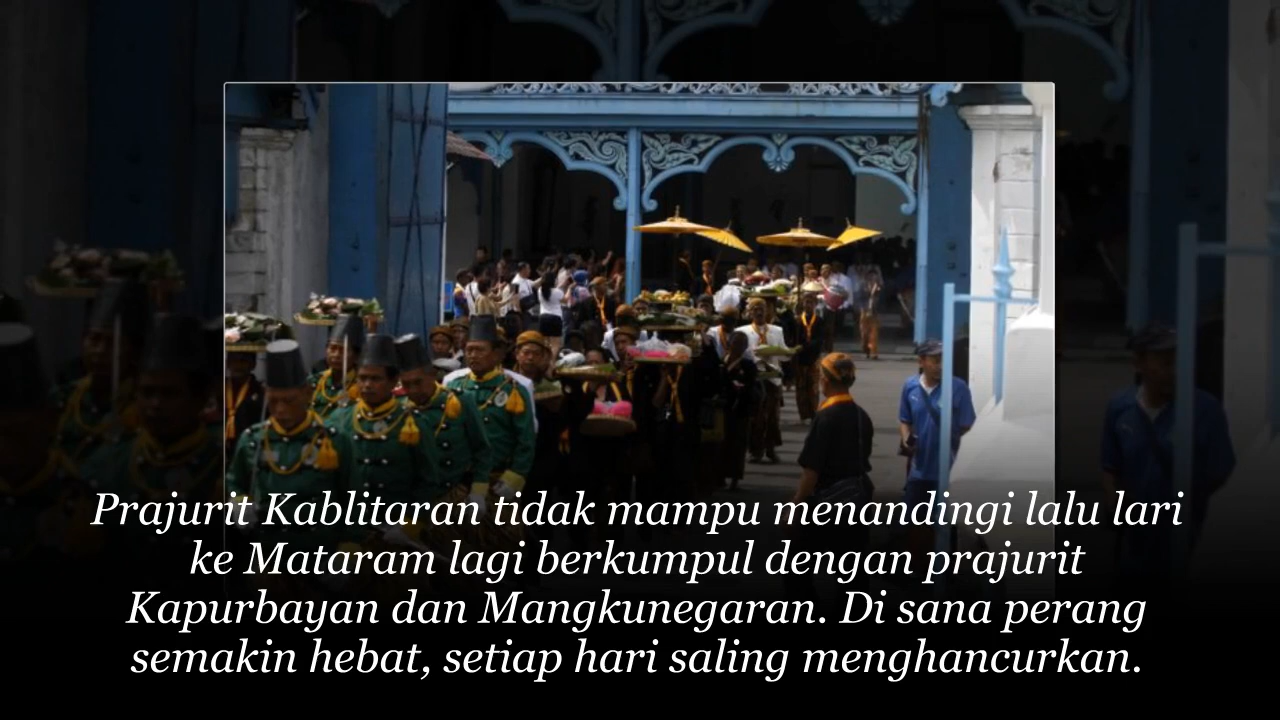 Prajurit Kablitaran tidak mampu menandingi lalu lari
ke Mataram lagi berkumpul dengan prajurit
Kapurbayan dan Mangkunegaran. Di sana perang
semakin hebat, setiap hari saling menghancurkan.